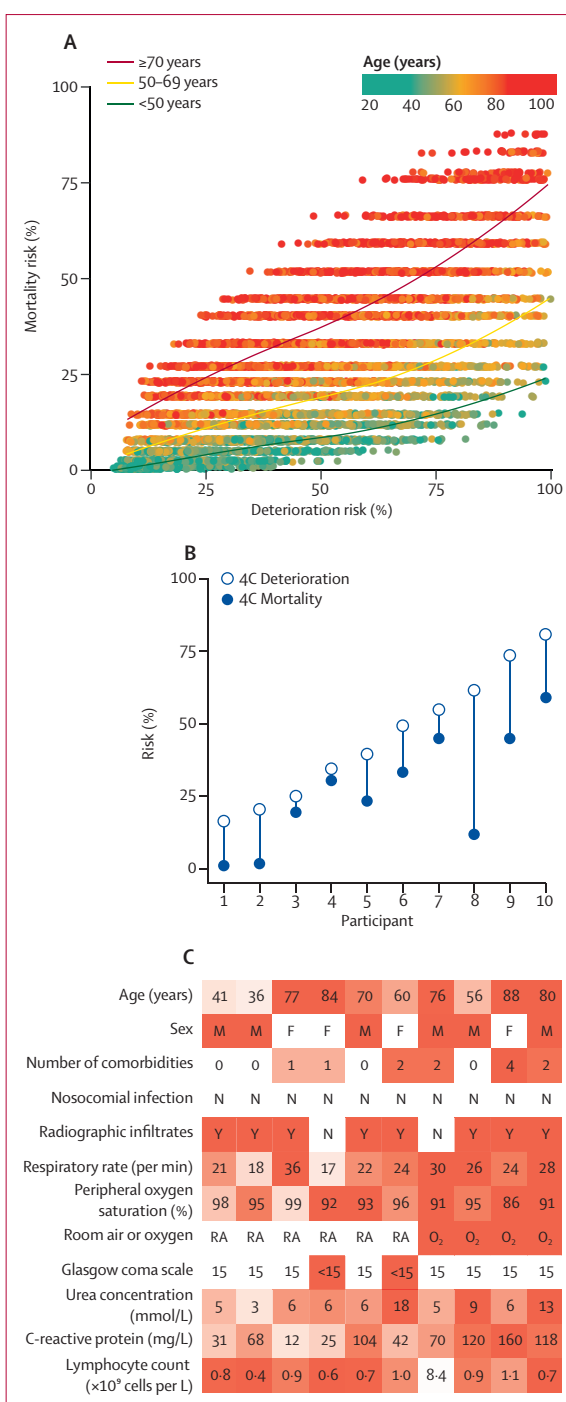 A
≥70 years
50–69 years
<50 years
Age (years)
20 40 60 80 100
100
75
50
25
0
Mortality risk (%)
0 25 50 75 100
Deterioration risk (%)
B
4C Deterioration
4C Mortality
100
75
50
25
0
Risk (%)
1 2 3 4 5 6 7 8 9 10
Participant
C
Age (years) 41 36 77 84 70 60 76 56 88 80
Sex M M F F M F M M F M
Number of comorbidities 0 0 1 1 0 2 2 0 4 2
Nosocomial infection N N N N N N N N N N
Radiographic infiltrates Y Y Y N Y Y N Y Y Y
Respiratory rate (per min) 21 18 36 17 22 24 30 26 24 28
Peripheral oxygen
saturation (%) 98 95 99 92 93 96 91 95 86 91
Room air or oxygen RA RA RA RA RA RA O₂ O₂ O₂ O₂
Glasgow coma scale 15 15 15 <15 15 <15 15 15 15 15
Urea concentration
(mmol/L) 5 3 6 6 6 18 5 9 6 13
C-reactive protein (mg/L) 31 68 12 25 104 42 70 120 160 118
Lymphocyte count
(×10⁹ cells per L) 0·8 0·4 0·9 0·6 0·7 1·0 8·4 0·9 1·1 0·7